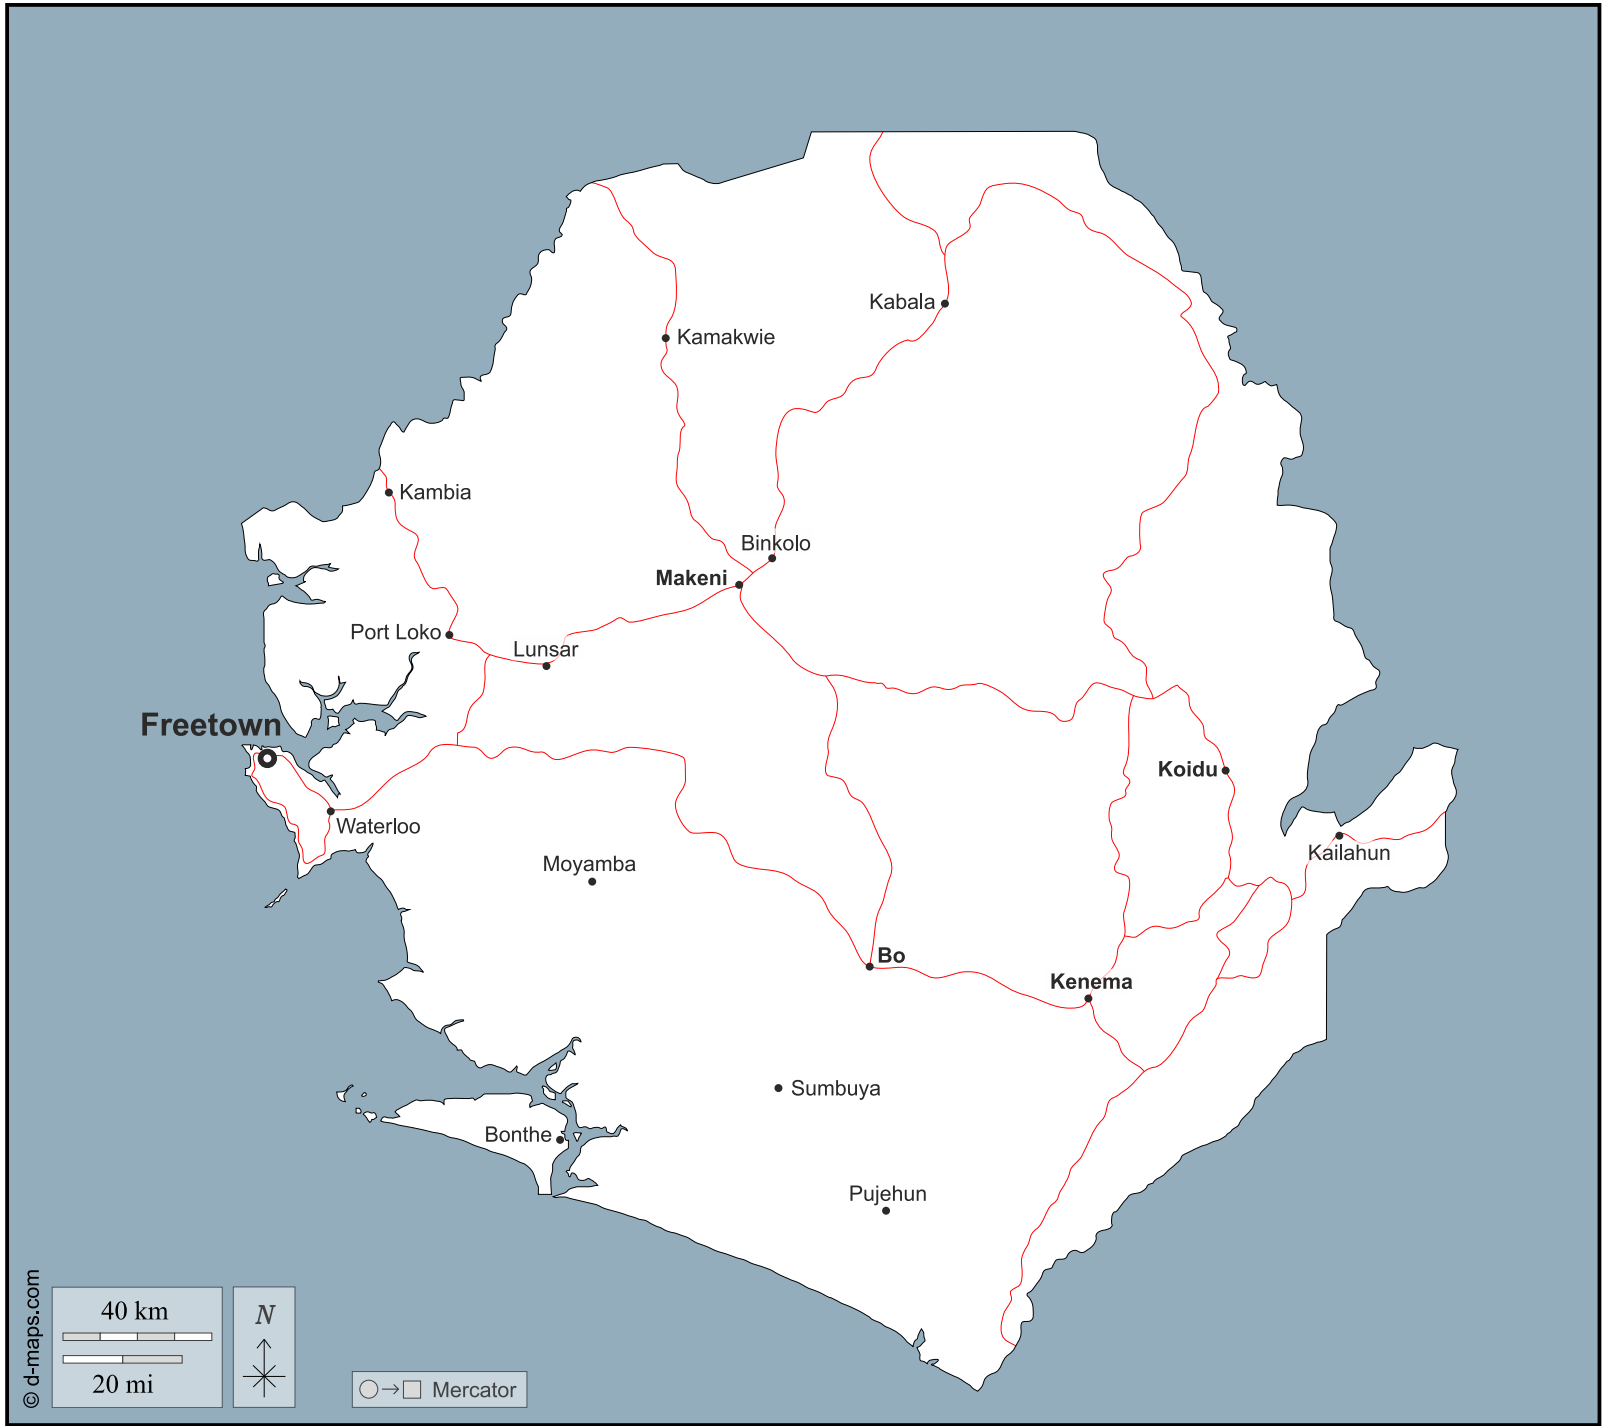 Kabala
Kamakwie
Kambia
Binkolo
Makeni
Port Loko
Lunsar
Freetown
Koidu
Waterloo
Kailahun
Moyamba
Bo
Kenema
Sumbuya
Bonthe
Pujehun
© d-maps.com
40 km
20 mi
N
Mercator